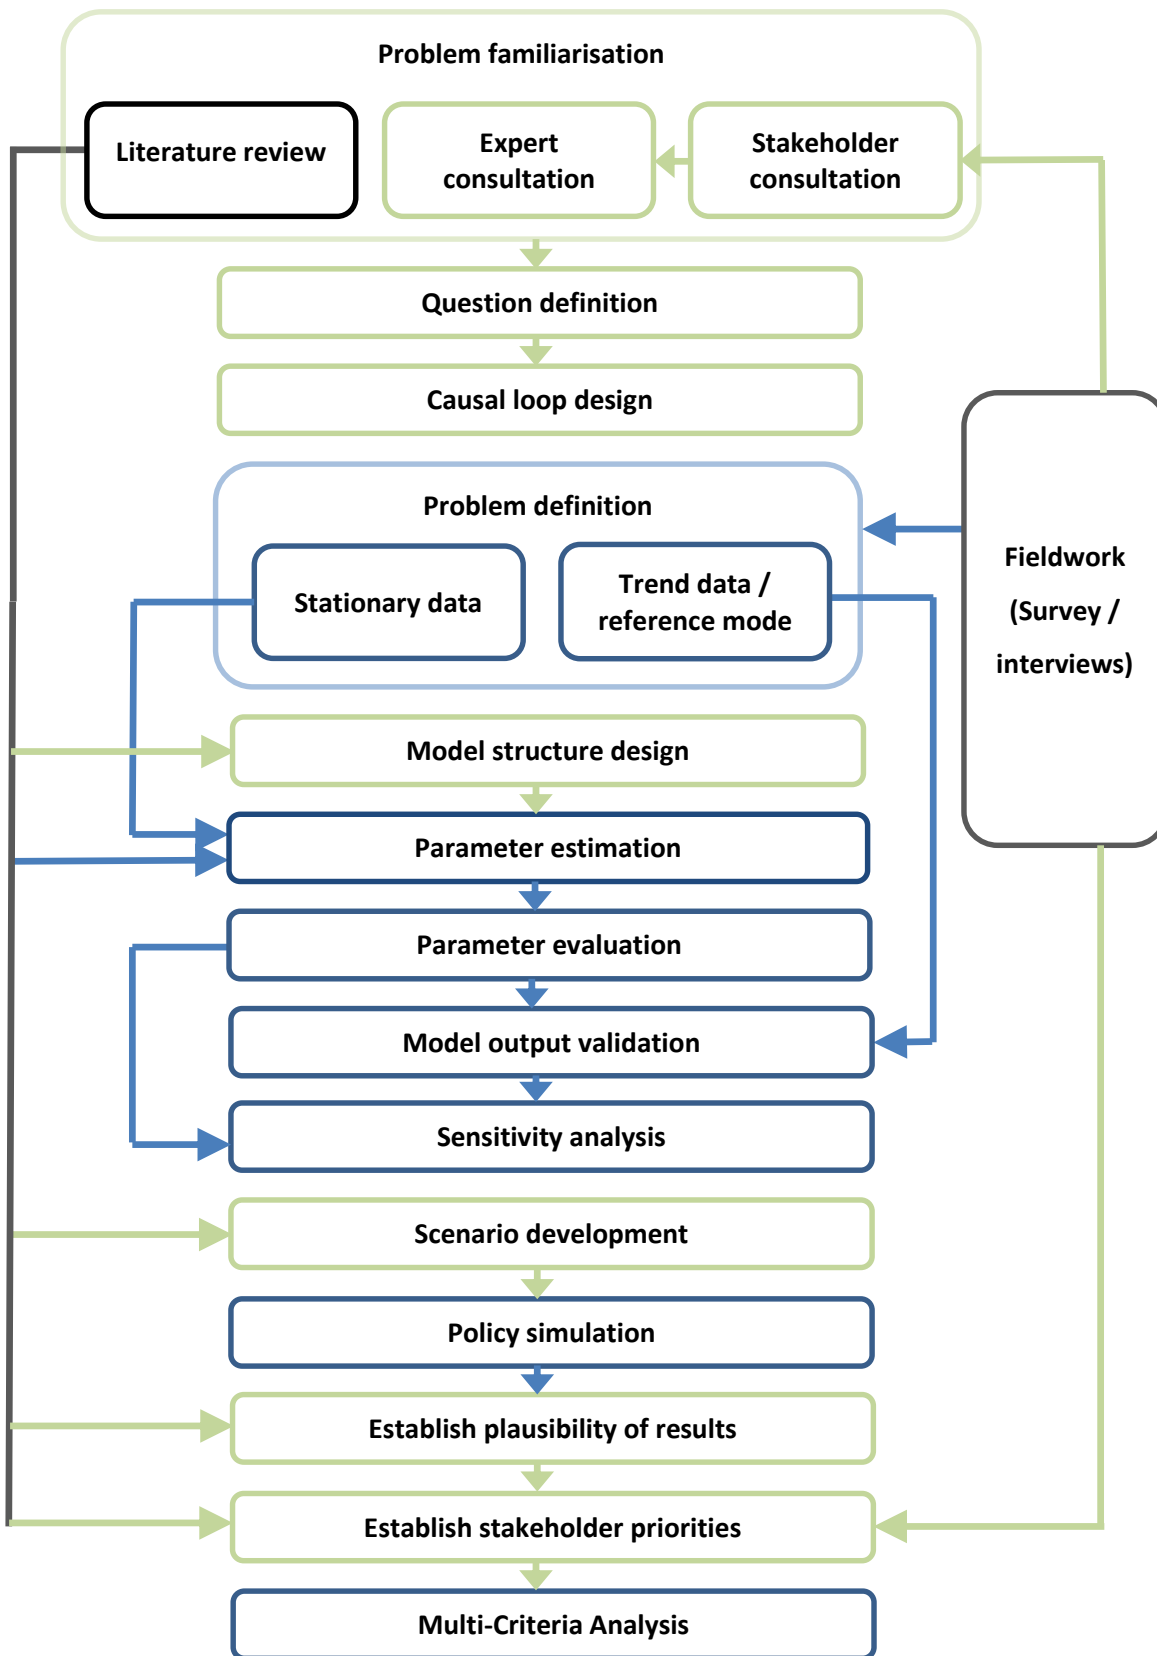 Problem familiarisation
Literature review
Expert
consultation
Stakeholder
consultation
Question definition
Causal loop design
Problem definition
Stationary data
Trend data /
reference mode
Fieldwork
(Survey /
interviews)
Model structure design
Parameter estimation
Parameter evaluation
Model output validation
Sensitivity analysis
Scenario development
Policy simulation
Establish plausibility of results
Establish stakeholder priorities
Multi-Criteria Analysis